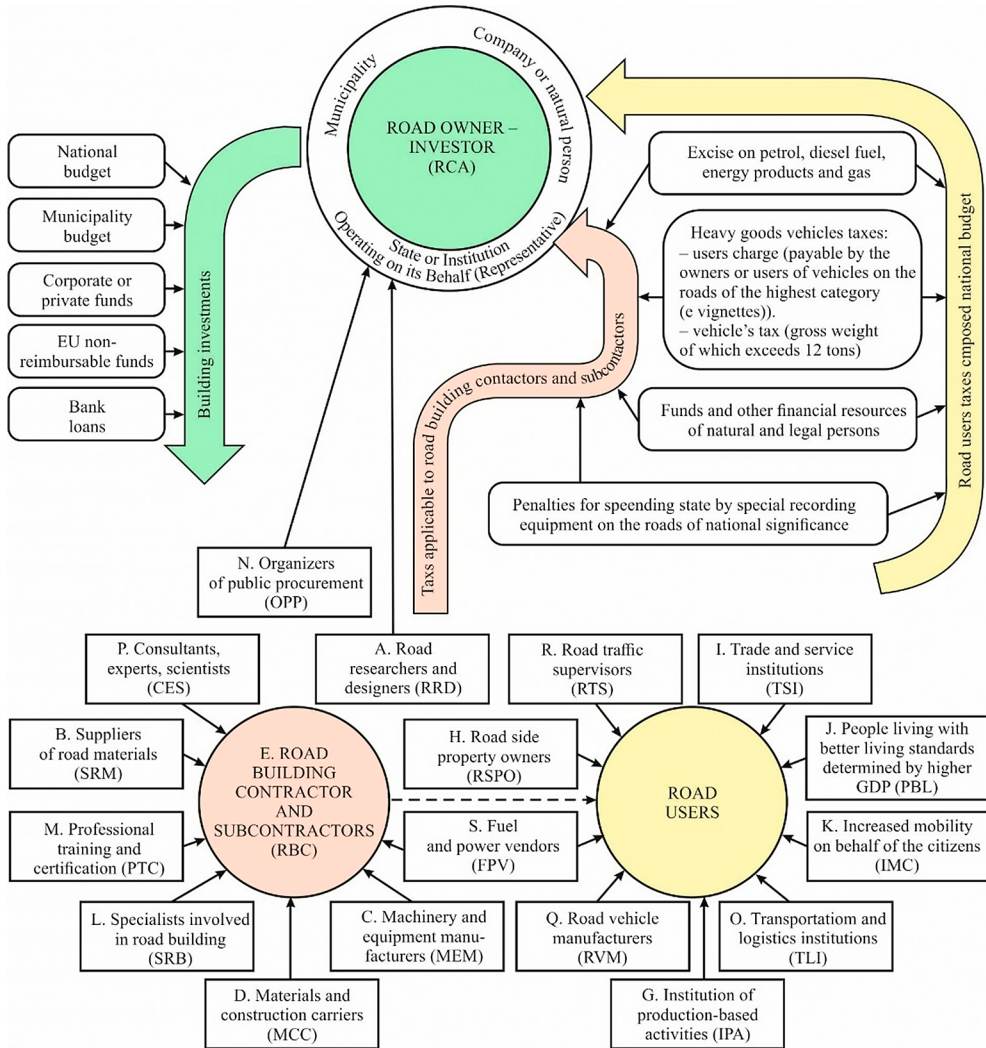 Municipality
Company or natural person
ROAD OWNER –
INVESTOR
(RCA)
State or Institution
Operating on its Behalf (Representative)
National
budget
Municipality
budget
Corporate or
private funds
EU non-
reimbursable funds
Bank
loans
Building investments
Taxs applicable to road building contactors and subcontactors
Excise on petrol, diesel fuel,
energy products and gas
Heavy goods vehicles taxes:
– users charge (payable by the
owners or users of vehicles on the
roads of the highest category
(e vignettes)).
– vehicle's tax (gross weight
of which exceeds 12 tons)
Funds and other financial resources
of natural and legal persons
Penalties for spending state by special recording
equipment on the roads of national significance
Road users taxes cmposed national budget
N. Organizers
of public procurement
(OPP)
P. Consultants,
experts, scientists
(CES)
A. Road
researchers and
designers (RRD)
R. Road traffic
supervisors
(RTS)
I. Trade and service
institutions
(TSI)
B. Suppliers
of road materials
(SRM)
E. ROAD
BUILDING
CONTRACTOR
AND
SUBCONTRACTORS
(RBC)
H. Road side
property owners
(RSPO)
ROAD
USERS
J. People living with
better living standards
determined by higher
GDP (PBL)
M. Professional
training and
certification (PTC)
S. Fuel
and power vendors
(FPV)
K. Increased mobility
on behalf of the citizens
(IMC)
L. Specialists involved
in road building
(SRB)
C. Machinery and
equipment manu-
facturers (MEM)
Q. Road vehicle
manufacturers
(RVM)
O. Transportatiom and
logistics institutions
(TLI)
D. Materials and
construction carriers
(MCC)
G. Institution of
production-based
activities (IPA)